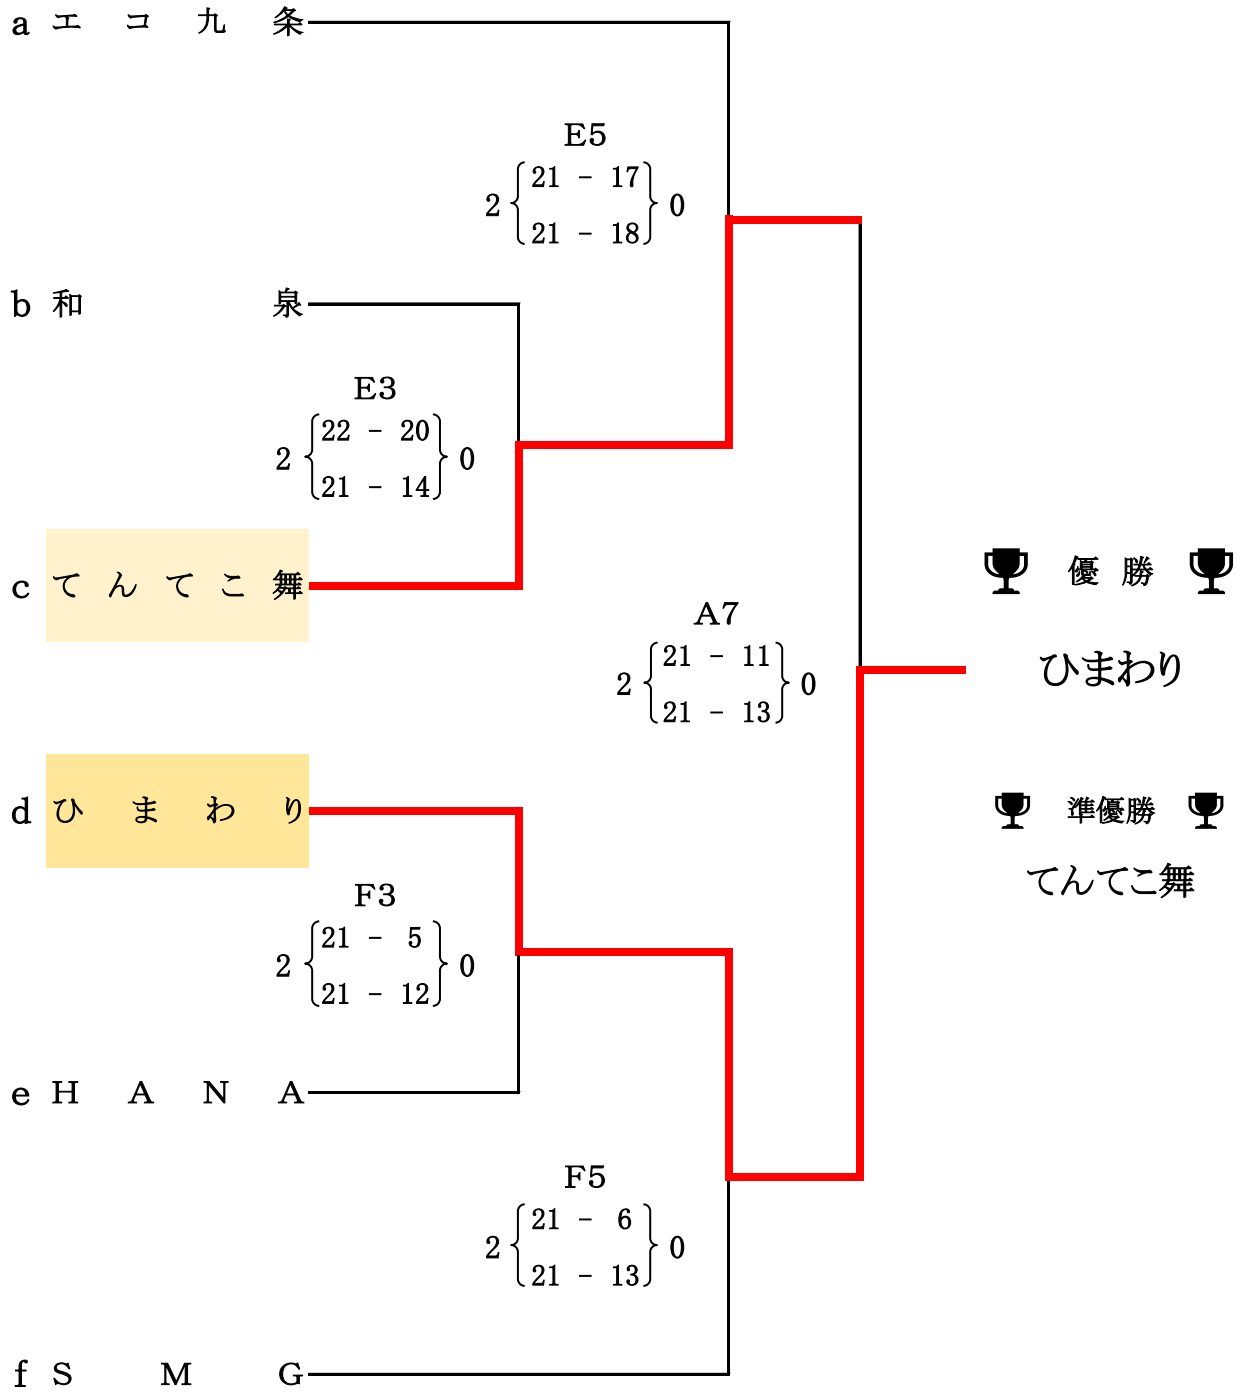 a エコ九条
E5
21 - 17
2 { } 0
21 - 18
b 和泉
E3
22 - 20
2 { } 0
21 - 14
c てんてこ舞
優勝
A7
21 - 11
ひまわり
2 { } 0
21 - 13
d ひまわり
準優勝
てんてこ舞
F3
21 - 5
2 { } 0
21 - 12
e HANA
F5
21 - 6
2 { } 0
21 - 13
f SMG